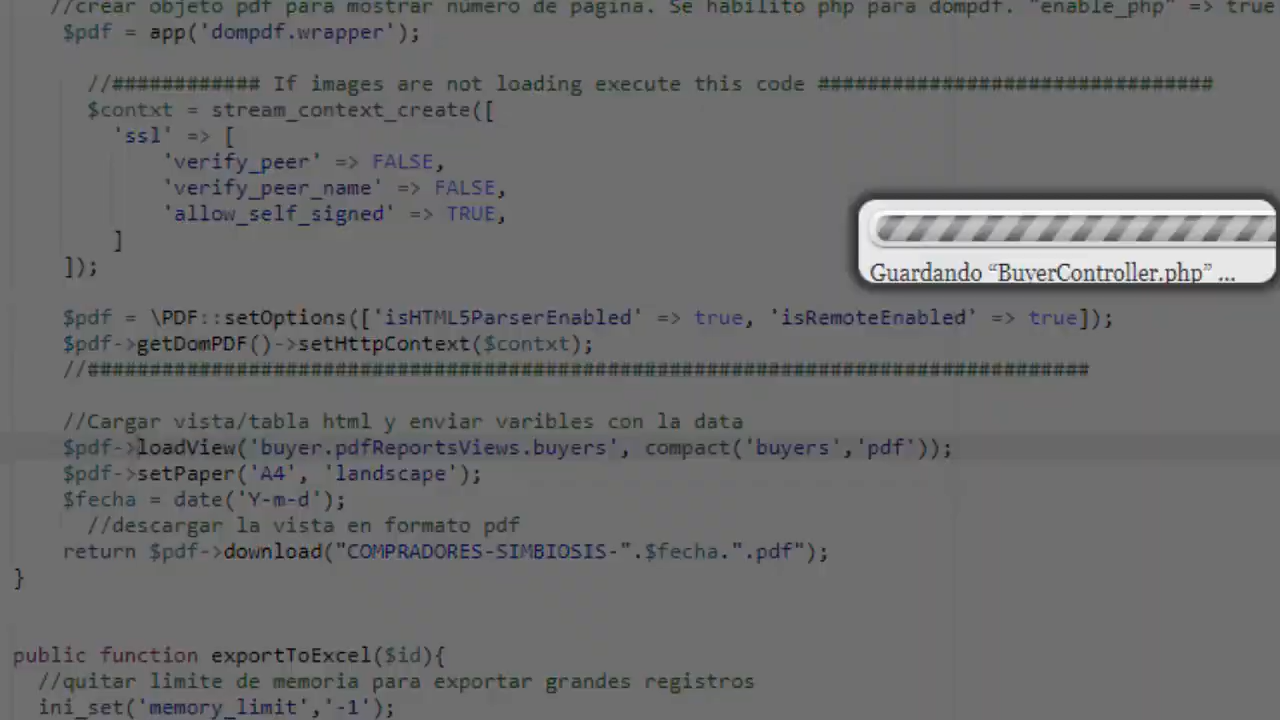 //crear objeto pdf para mostrar número de pagina. Se habilito php para dompdf. "enable_php" => true
$pdf = app('dompdf.wrapper');
//############ If images are not loading execute this code ################################
$contxt = stream_context_create([
'ssl' => [
'verify_peer' => FALSE,
'verify_peer_name' => FALSE,
'allow_self_signed' => TRUE,
]
]);
Guardando “BuyerController.php” ...
$pdf = \PDF::setOptions(['isHTML5ParserEnabled' => true, 'isRemoteEnabled' => true]);
$pdf->getDomPDF()->setHttpContext($contxt);
//#################################################################################
//Cargar vista/tabla html y enviar varibles con la data
$pdf->loadView('buyer.pdfReportsViews.buyers', compact('buyers','pdf'));
$pdf->setPaper('A4', 'landscape');
$fecha = date('Y-m-d');
//descargar la vista en formato pdf
return $pdf->download("COMPRADORES-SIMBIOSIS-".$fecha.".pdf");
}
public function exportToExcel($id){
//quitar limite de memoria para exportar grandes registros
ini_set('memory_limit','-1');